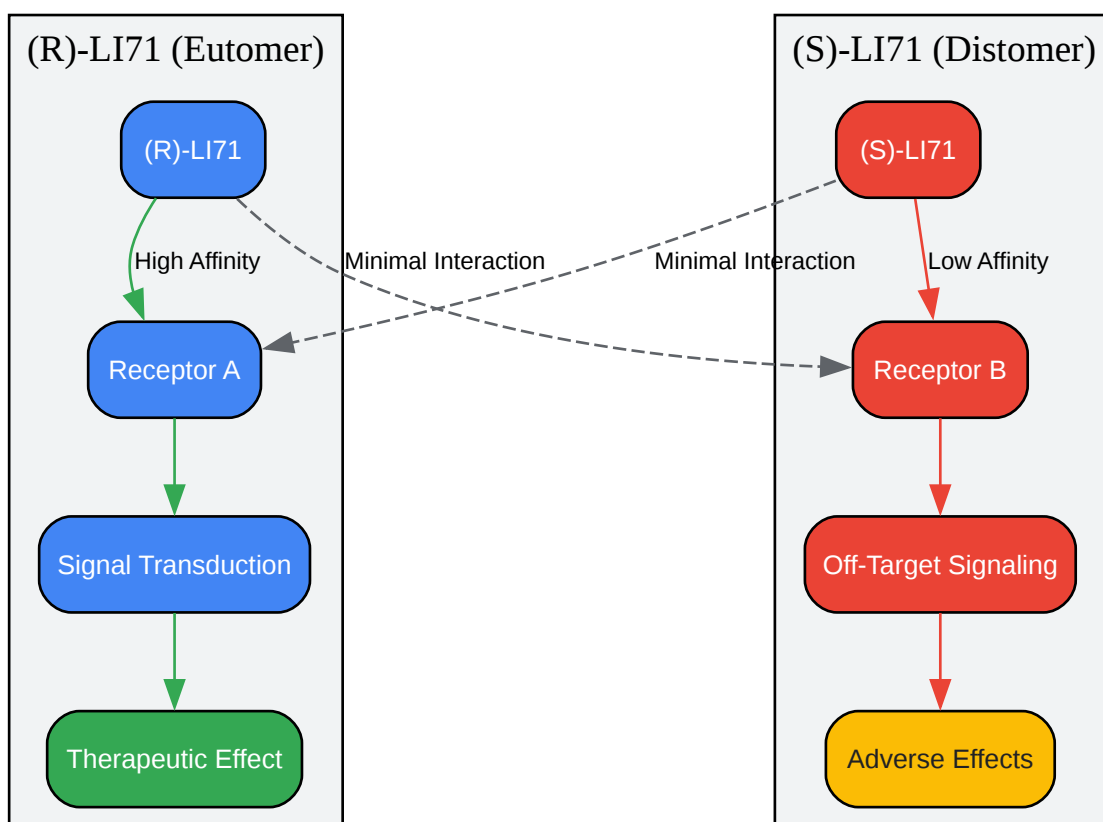 (R)-LI71 (Eutomer)
(S)-LI71 (Distomer)
(R)-LI71
(S)-LI71
High Affinity
Minimal Interaction
Minimal Interaction
Low Affinity
Receptor A
Receptor B
Signal Transduction
Off-Target Signaling
Therapeutic Effect
Adverse Effects